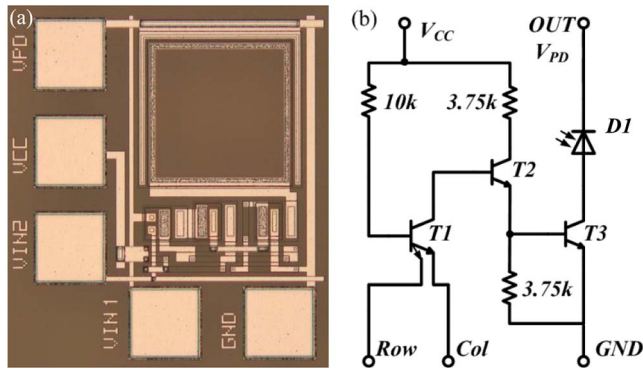 (a)
VPD
VCC
VIN2
VIN1
GND
(b)
VCC
OUT
VPD
10k
3.75k
D1
T2
T1
T3
3.75k
Row
Col
GND